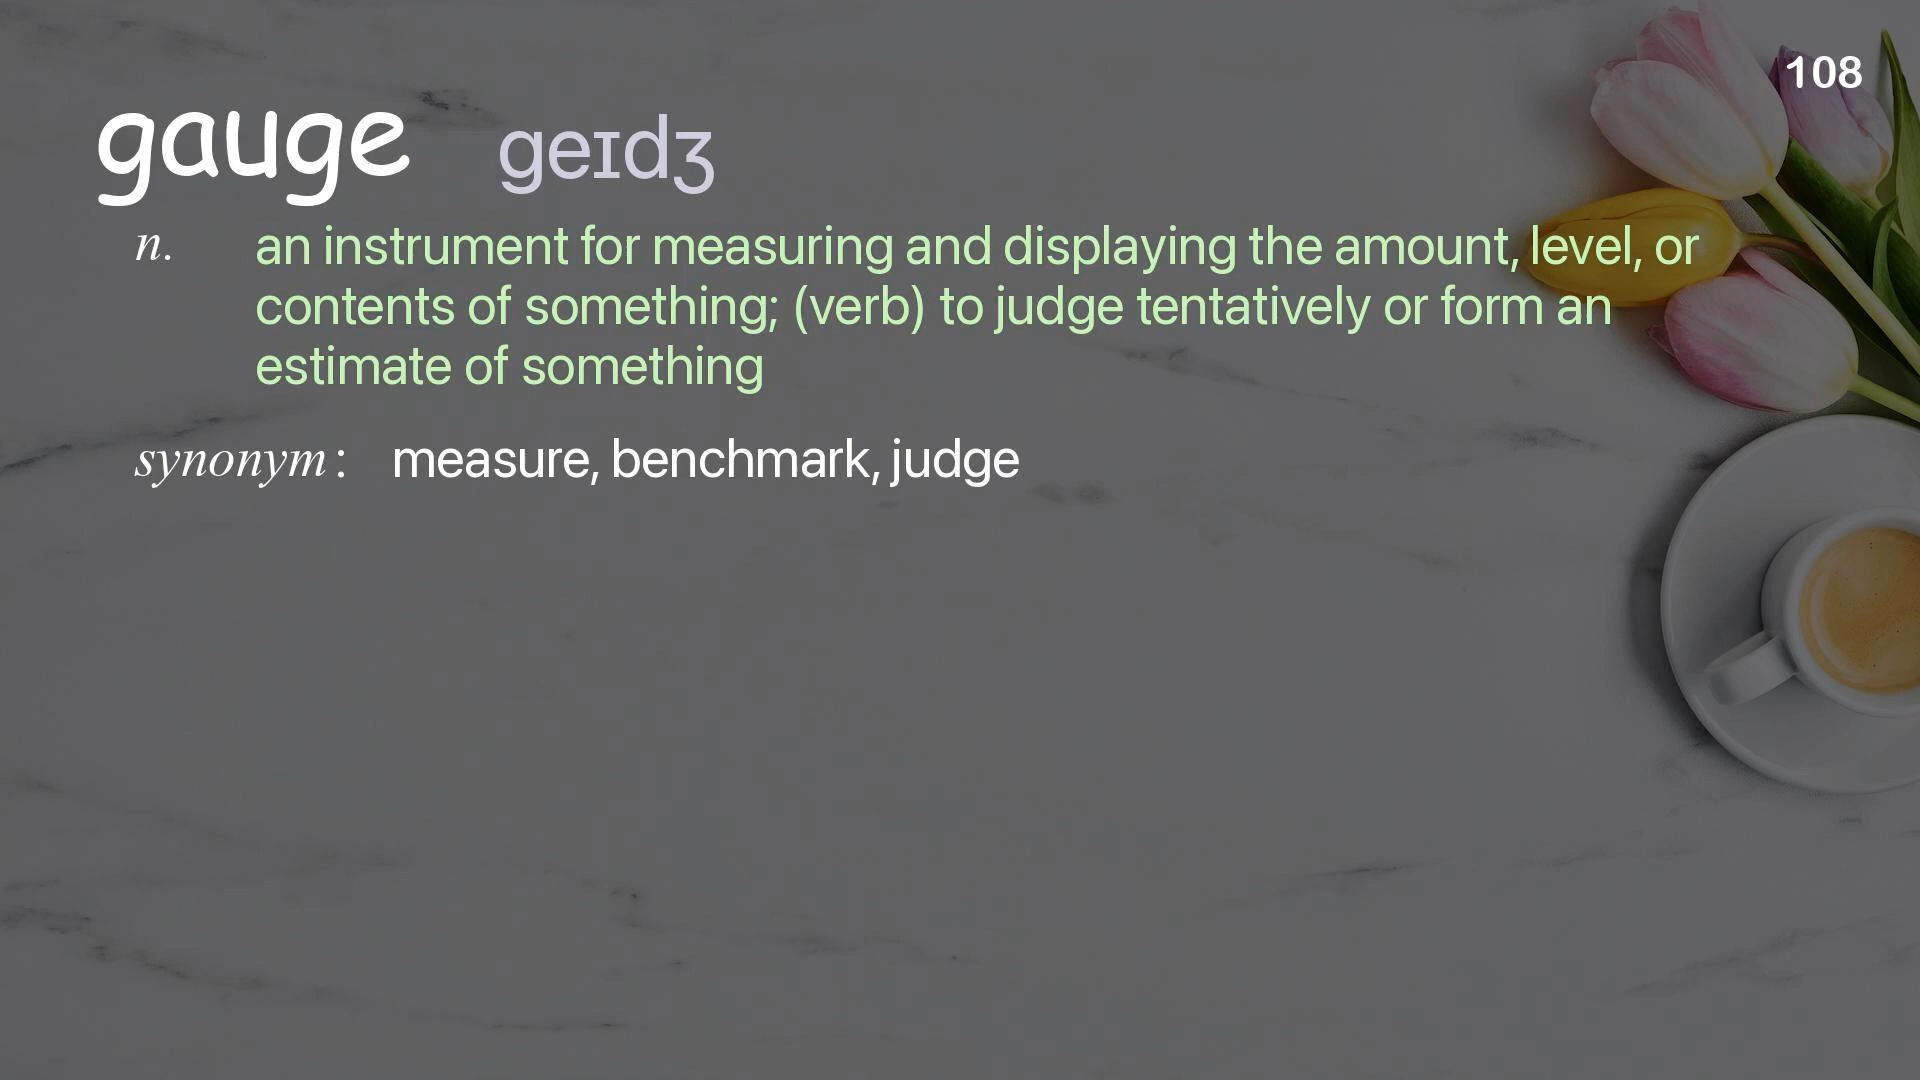 108
gauge geɪdʒ
n. an instrument for measuring and displaying the amount, level, or
contents of something; (verb) to judge tentatively or form an
estimate of something
synonym: measure, benchmark, judge